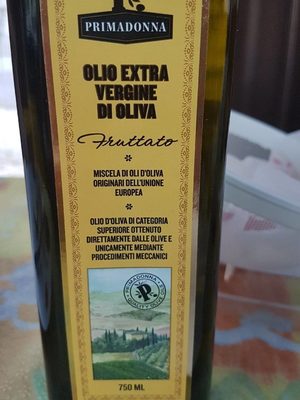 PRIMADONNA
OLIO EXTRA
VERGINE
DI OLIVA
Fruttato
MISCELA DI OLI D'OLIVA
ORIGINARI DELL'UNIONE
EUROPEA
OLIO D'OLIVA DI CATEGORIA
SUPERIORE OTTENUTO
DIRETTAMENTE DALLE OLIVE E
UNICAMENTE MEDIANTE
PROCEDIMENTI MECCANICI
PRIMADONNA
P
750 ML